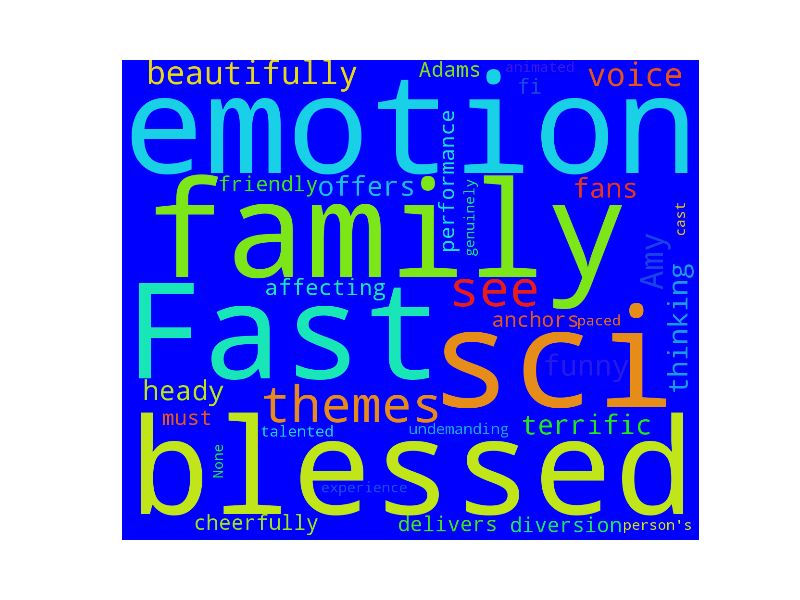 beautifully
Adams
animated
fi
voice
emotion
performance
genuinely
friendly
offers
fans
cast
family
Amy
affecting
see
thinking
Fast
anchors
paced
sci
funny
heady
themes
must
talented
undemanding
terrific
blessed
None
experience
cheerfully
delivers
diversion
person's